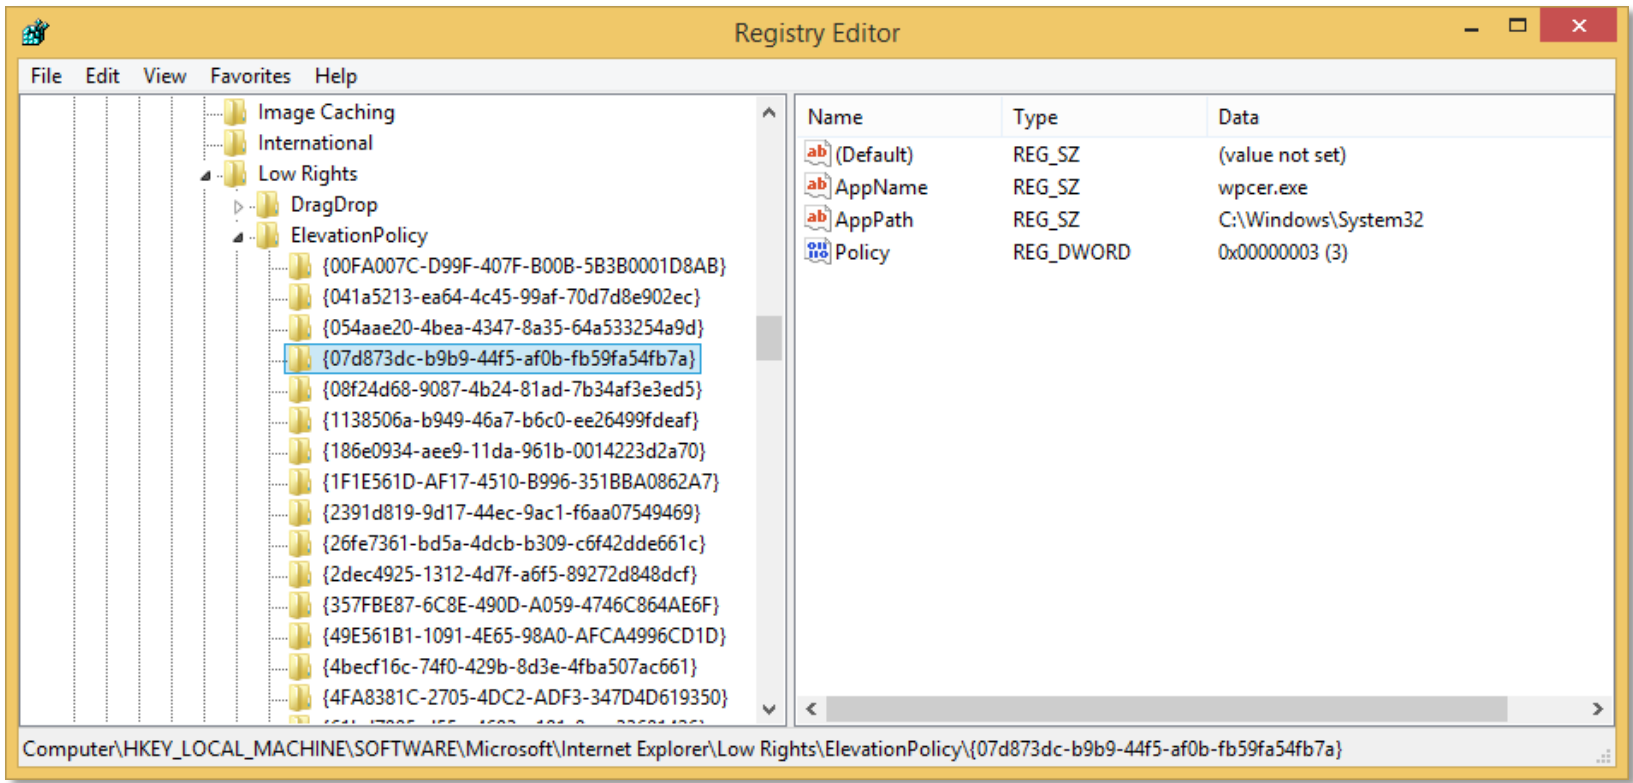 Registry Editor
File Edit View Favorites Help
Image Caching
International
Low Rights
DragDrop
ElevationPolicy
{00FA007C-D99F-407F-B00B-5B3B0001D8AB}
{041a5213-ea64-4c45-99af-70d7d8e902ec}
{054aae20-4bea-4347-8a35-64a533254a9d}
{07d873dc-b9b9-44f5-af0b-fb59fa54fb7a}
{08f24d68-9087-4b24-81ad-7b34af3e3ed5}
{1138506a-b949-46a7-b6c0-ee26499fdeaf}
{186e0934-aee9-11da-961b-0014223d2a70}
{1F1E561D-AF17-4510-B996-351BBA0862A7}
{2391d819-9d17-44ec-9ac1-f6aa07549469}
{26fe7361-bd5a-4dcb-b309-c6f42dde661c}
{2dec4925-1312-4d7f-a6f5-89272d848dcf}
{357FBE87-6C8E-490D-A059-4746C864AE6F}
{49E561B1-1091-4E65-98A0-AFCA4996CD1D}
{4becf16c-74f0-429b-8d3e-4fba507ac661}
{4FA8381C-2705-4DC2-ADF3-347D4D619350}
Name Type Data
(Default) REG_SZ (value not set)
AppName REG_SZ wpcer.exe
AppPath REG_SZ C:\Windows\System32
Policy REG_DWORD 0x00000003 (3)
Computer\HKEY_LOCAL_MACHINE\SOFTWARE\Microsoft\Internet Explorer\Low Rights\ElevationPolicy\{07d873dc-b9b9-44f5-af0b-fb59fa54fb7a}